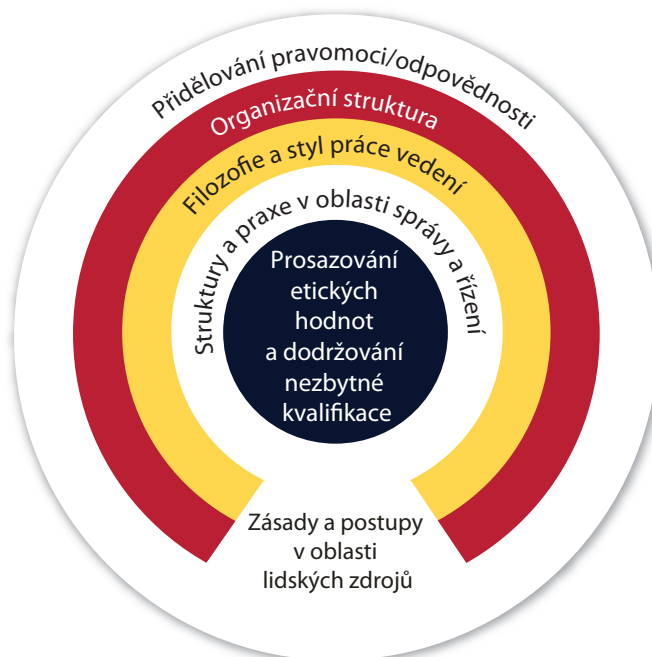 Přidělování pravomoci/odpovědnosti
Organizační struktura
Filozofie a styl práce vedení
Struktury a praxe v oblasti správy a řízení
Prosazování
etických
hodnot
a dodržování
nezbytné
kvalifikace
Zásady a postupy
v oblasti
lidských zdrojů